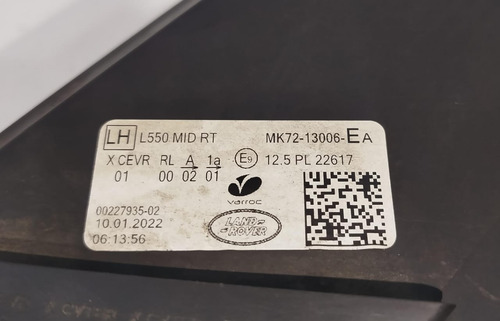 LH L550 MID RT MK72-13006-EA
X CEVR RL A 1a E9 12.5 PL 22617
01 00 02 01
varroc
00227935-02
10.01.2022
06:13:56
LAND-
ROVER